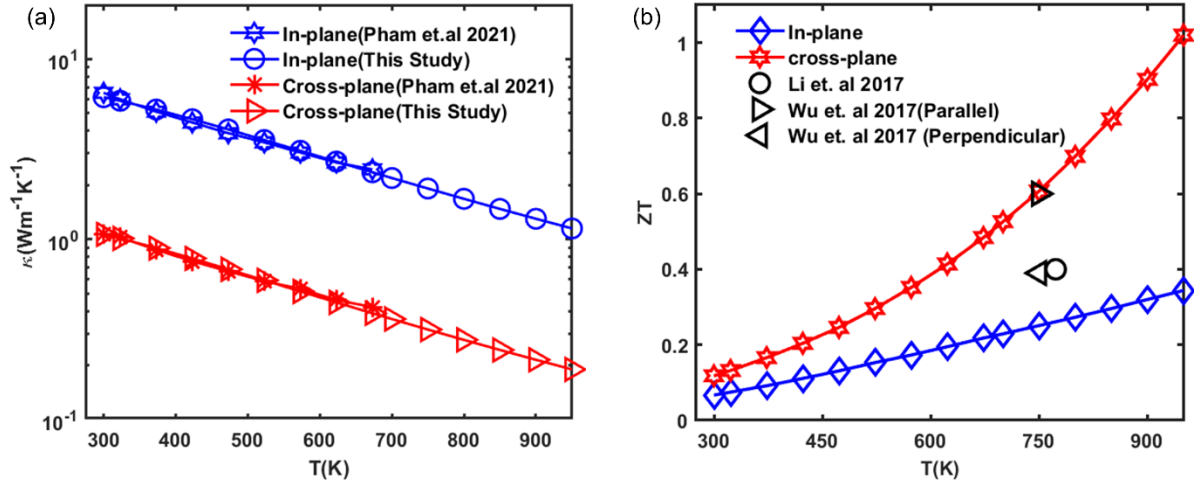 (a)
In-plane(Pham et.al 2021)
In-plane(This Study)
Cross-plane(Pham et.al 2021)
Cross-plane(This Study)
10¹
10⁰
10⁻¹
κ(Wm⁻¹K⁻¹)
300 400 500 600 700 800 900
T(K)
(b)
In-plane
cross-plane
Li et. al 2017
Wu et. al 2017(Parallel)
Wu et. al 2017 (Perpendicular)
1
0.8
0.6
0.4
0.2
0
ZT
300 450 600 750 900
T(K)